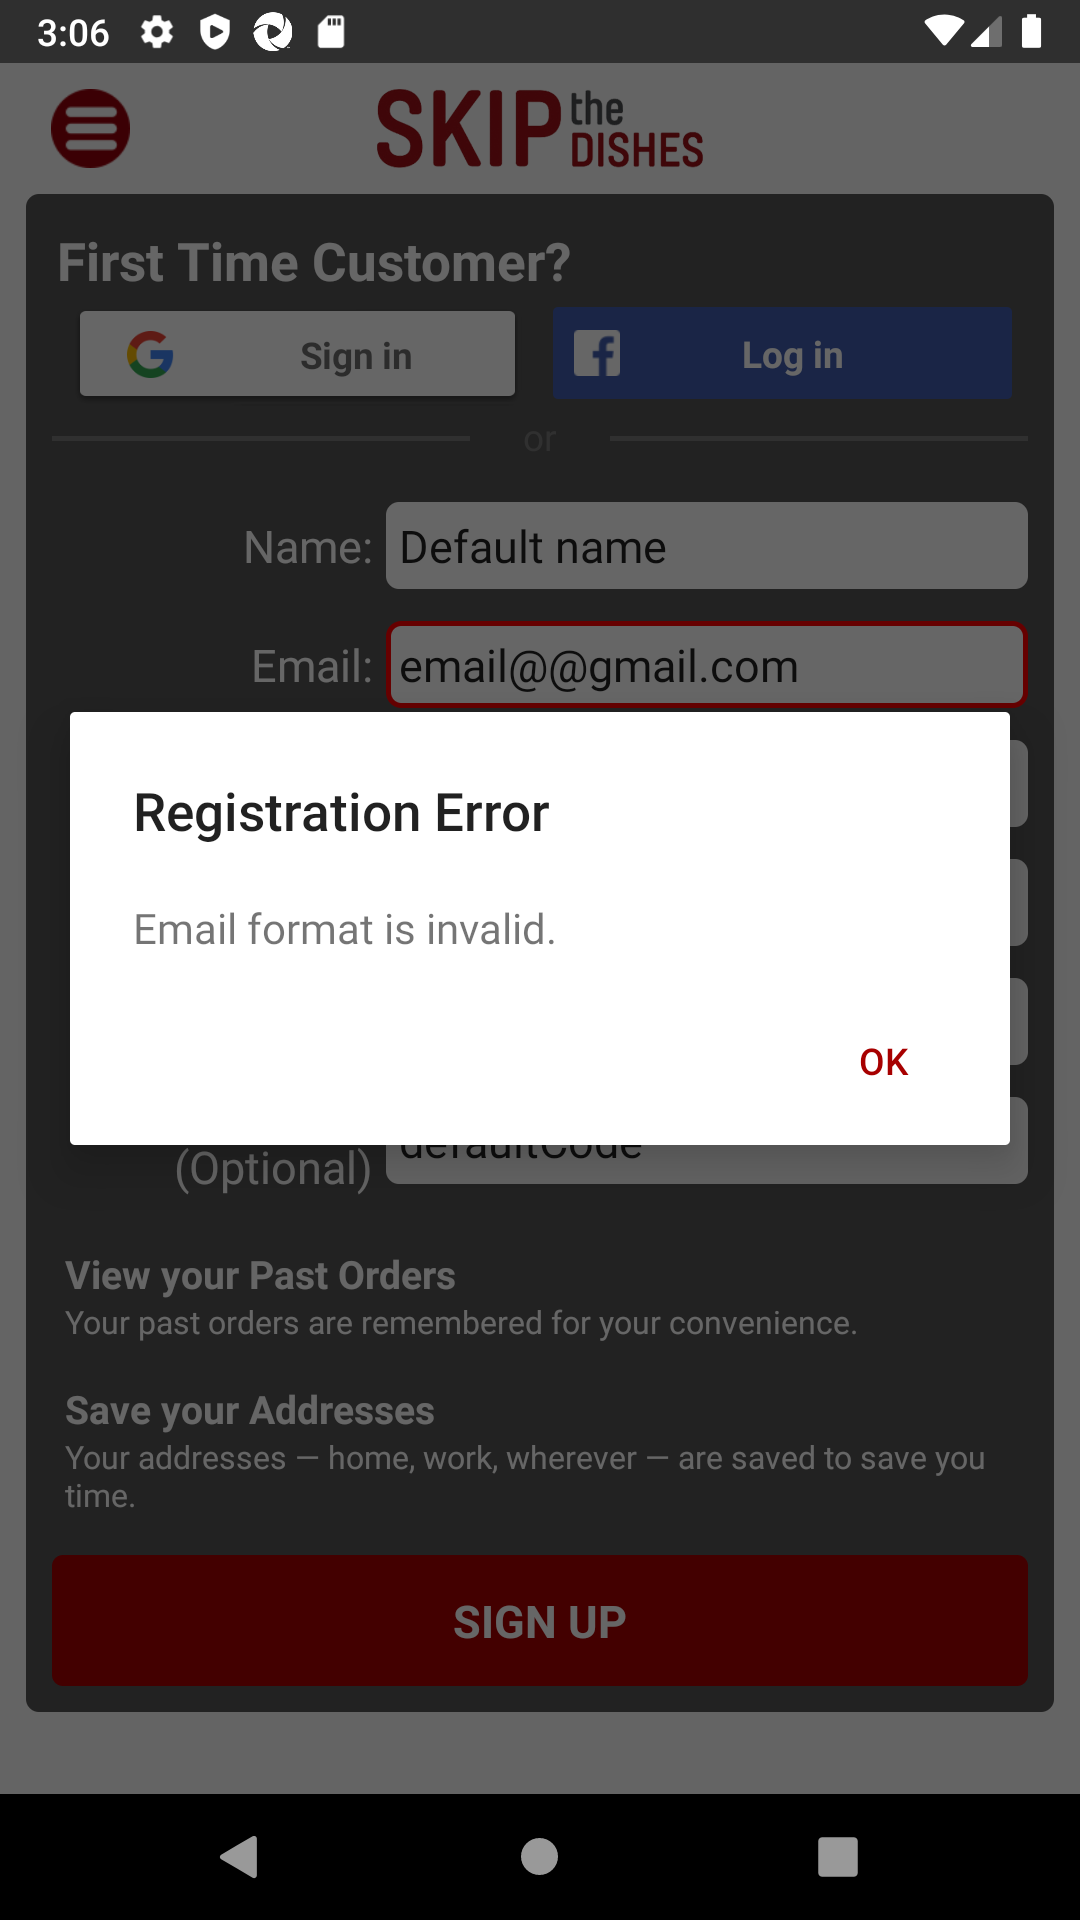 3:06
SKIP the DISHES
First Time Customer?
Sign in
Log in
or
Name: Default name
Email: email@@gmail.com
Registration Error
Email format is invalid.
OK
(Optional) defaultCode
View your Past Orders
Your past orders are remembered for your convenience.
Save your Addresses
Your addresses — home, work, wherever — are saved to save you
time.
SIGN UP